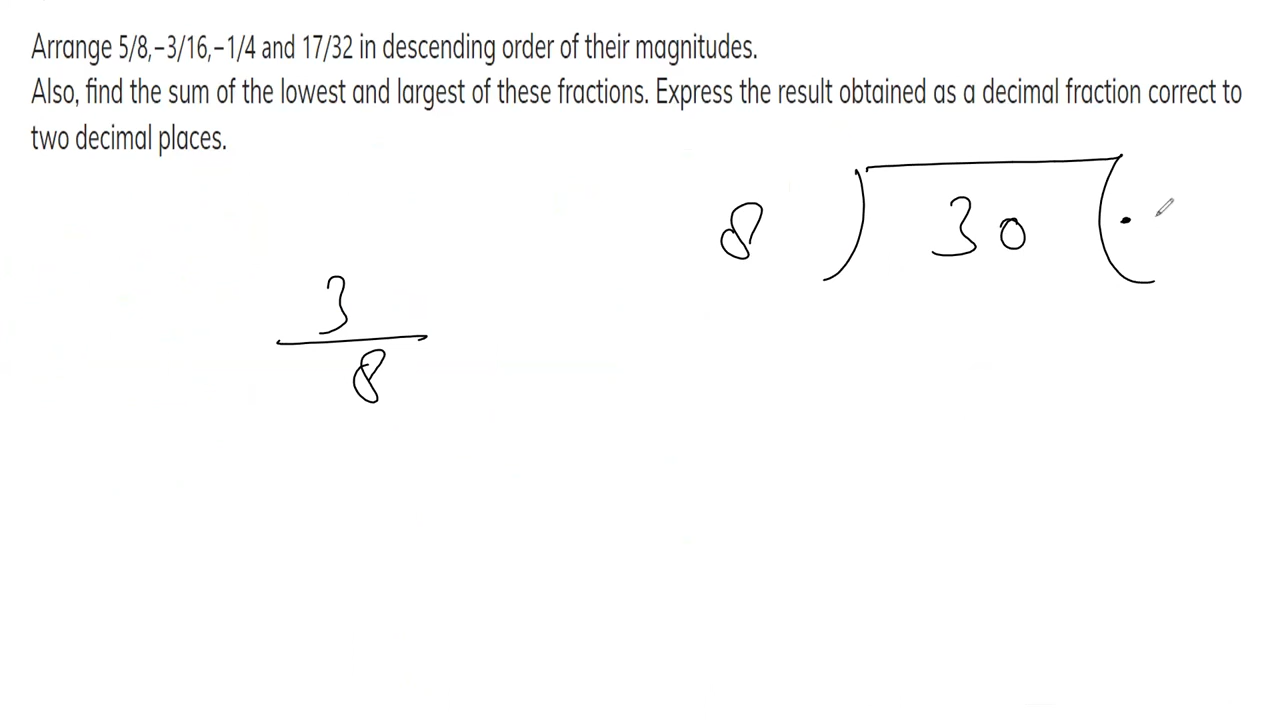 Arrange 5/8,–3/16,–1/4 and 17/32 in descending order of their magnitudes.
Also, find the sum of the lowest and largest of these fractions. Express the result obtained as a decimal fraction correct to
two decimal places.
8 ) 30 ( .
3
8